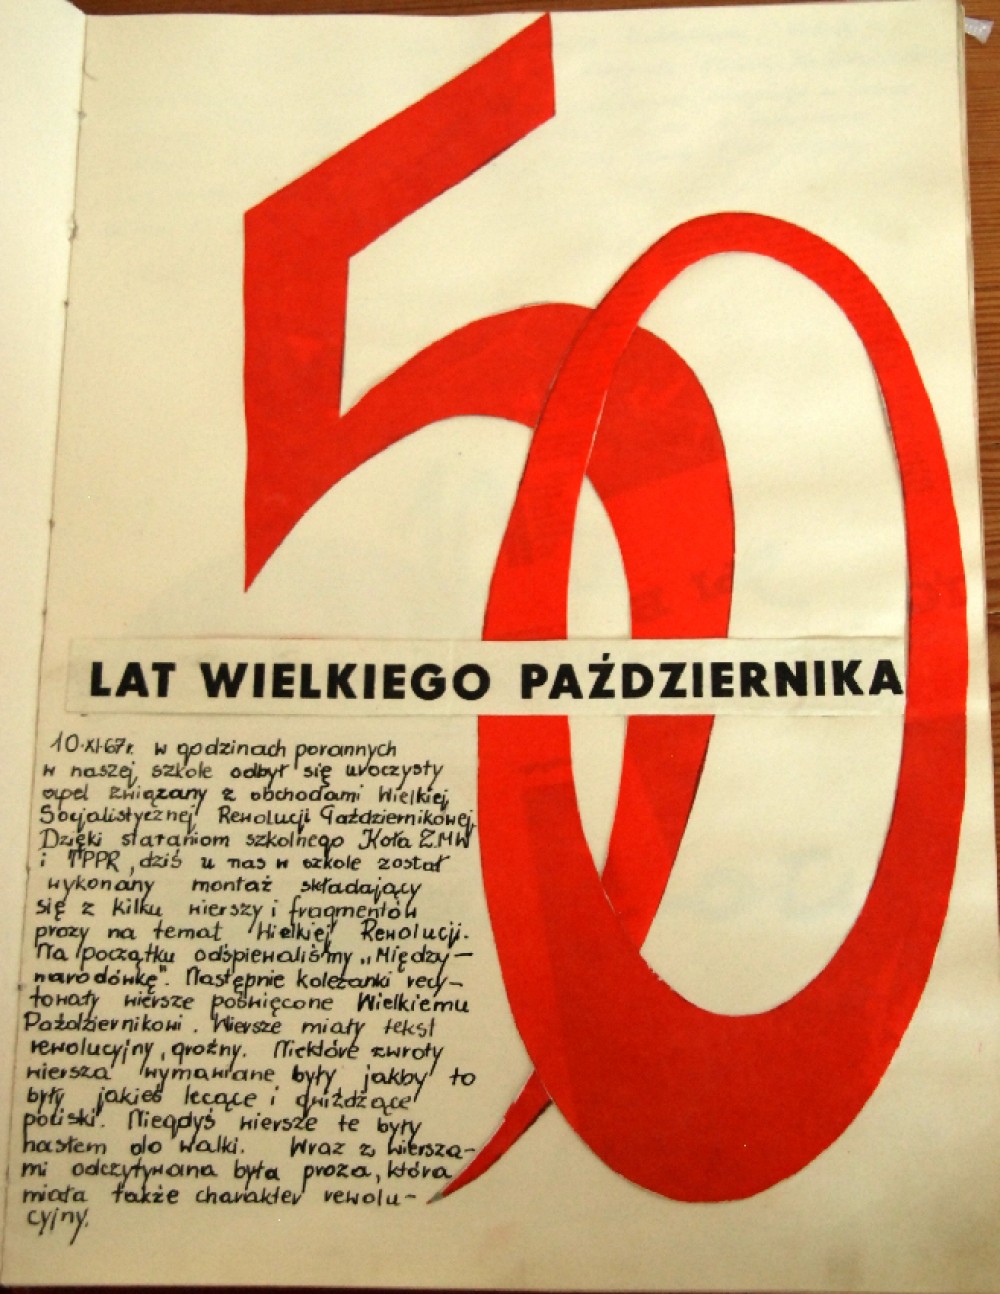 50
LAT WIELKIEGO PAŹDZIERNIKA
10.XI.67r. w godzinach porannych
w naszej szkole odbył się uroczysty
apel związany z obchodami Wielkiej
Socjalistycznej Rewolucji Październikowej.
Dzięki staraniom szkolnego Koła ZMW
i TPPR, dziś u nas w szkole został
wykonany montaż składający
się z kilku wierszy i fragmentów
prozy na temat Wielkiej Rewolucji.
Na początku odśpiewaliśmy „Między-
narodówkę". Następnie koleżanki recy-
towały wiersze poświęcone Wielkiemu
Październikowi. Wiersze miały tekst
rewolucyjny, groźny. Niektóre zwroty
wiersza wymawiane były jakby to
były jakieś lecące i gwiżdżące
pociski. Niegdyś wiersze te były
hasłem do walki. Wraz z wiersza-
mi odczytywana była proza, która
miała także charakter rewolu-
cyjny.